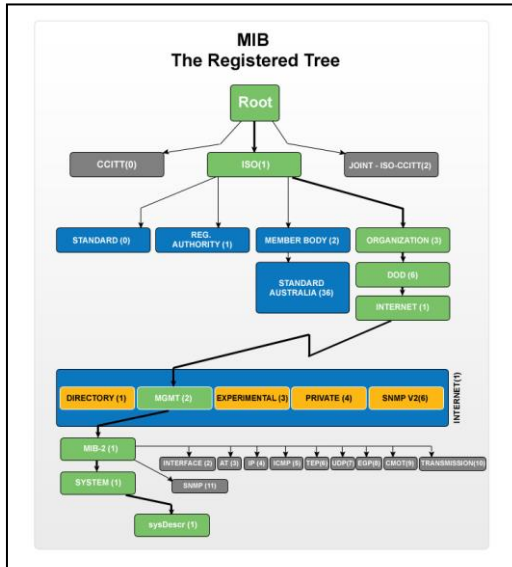 MIB
The Registered Tree
Root
CCITT(0)
ISO(1)
JOINT - ISO-CCITT(2)
STANDARD (0)
REG.
AUTHORITY (1)
MEMBER BODY (2)
ORGANIZATION (3)
STANDARD
AUSTRALIA (36)
DOD (6)
INTERNET (1)
DIRECTORY (1)
MGMT (2)
EXPERIMENTAL (3)
PRIVATE (4)
SNMP V2(6)
INTERNET(1)
MIB-2 (1)
INTERFACE (2)
AT (3)
IP (4)
ICMP (5)
TEP(6)
UDP(7)
EGP(8)
CMOT(9)
TRANSMISSION(10)
SYSTEM (1)
SNMP (11)
sysDescr (1)